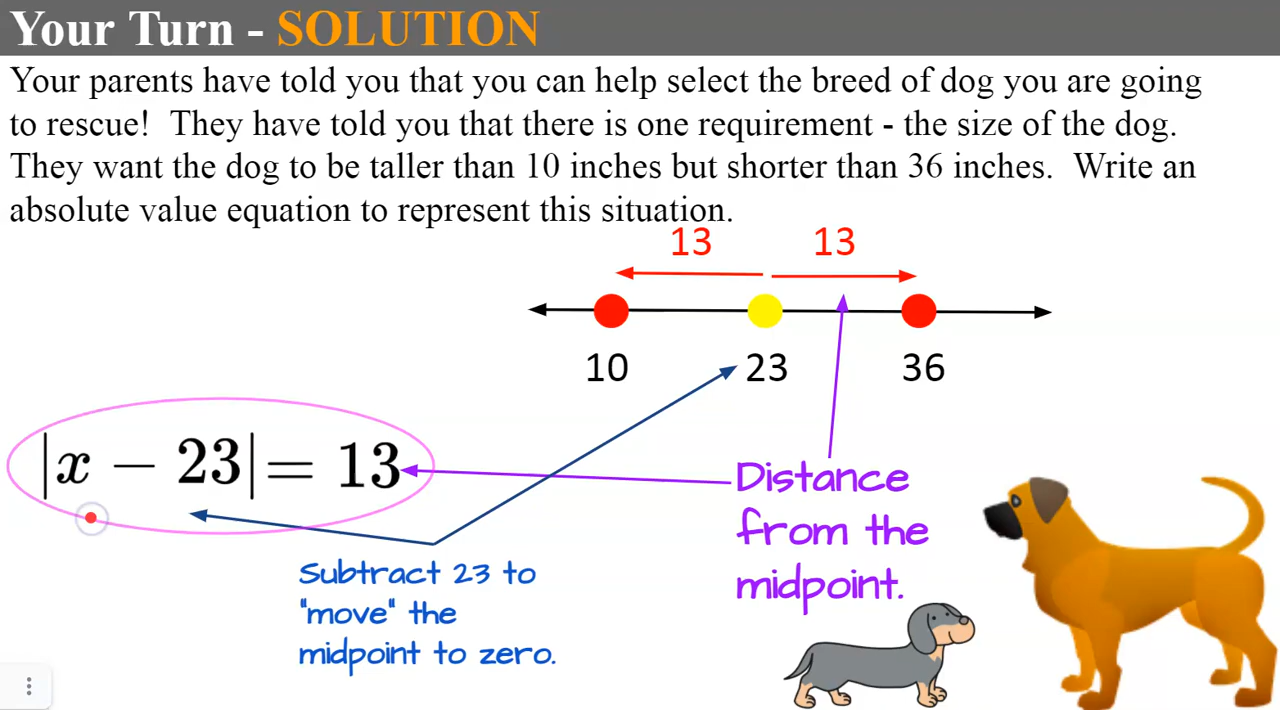 Your Turn - SOLUTION
Your parents have told you that you can help select the breed of dog you are going
to rescue! They have told you that there is one requirement - the size of the dog.
They want the dog to be taller than 10 inches but shorter than 36 inches. Write an
absolute value equation to represent this situation.
13 13
10 23 36
|x − 23| = 13
Distance
from the
midpoint.
Subtract 23 to
"move" the
midpoint to zero.